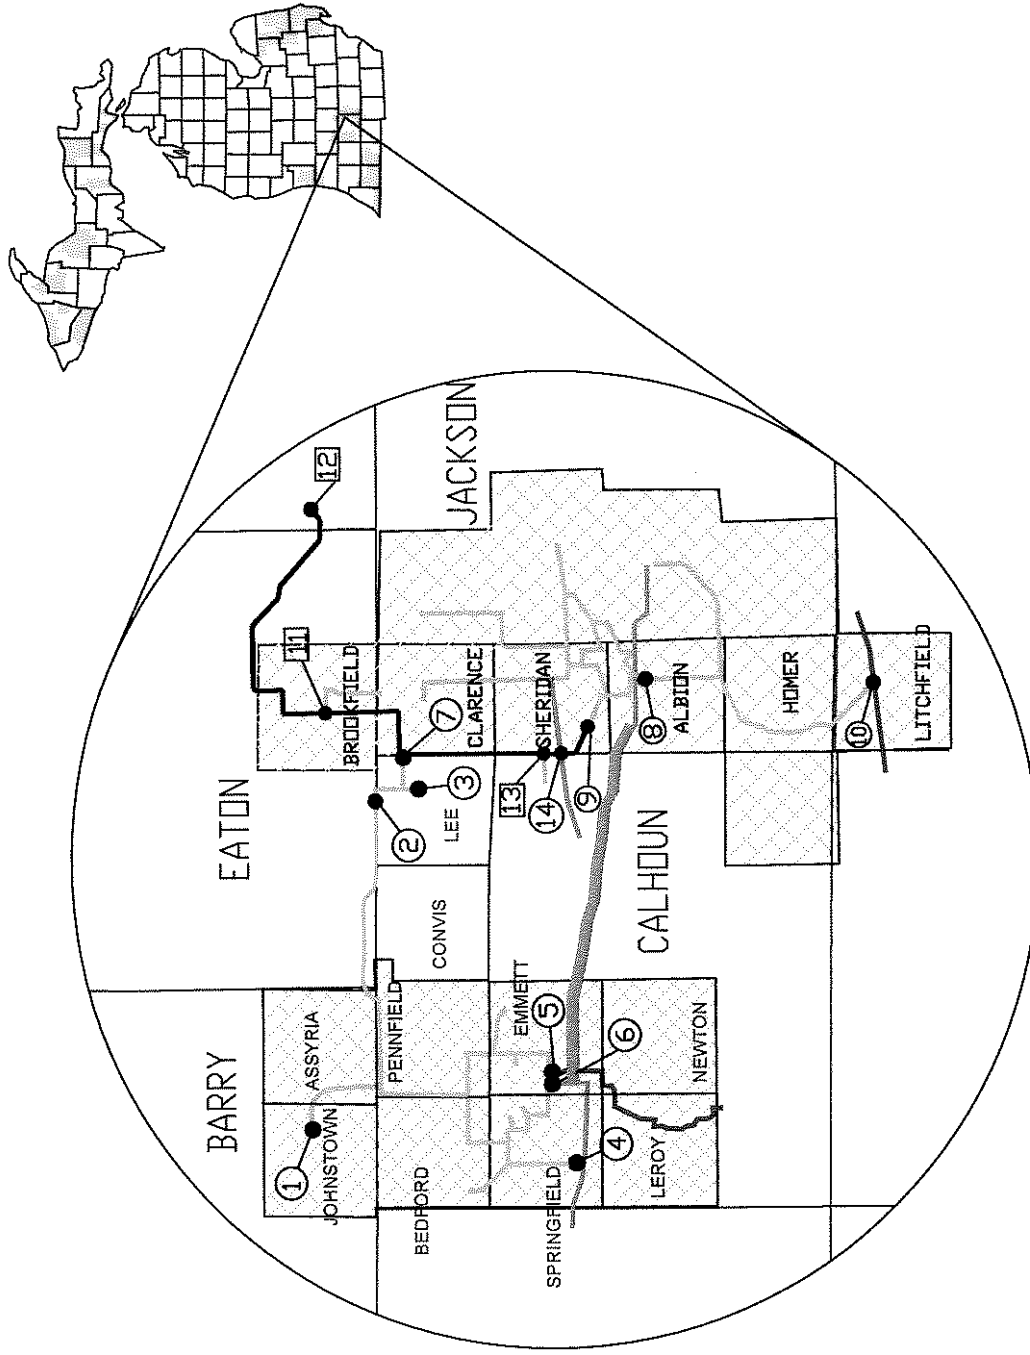 BARRY
EATON
JACKSON
CALHOUN
1
JOHNSTOWN
ASSYRIA
BEDFORD
PENNFIELD
CONVIS
LEE
2
3
7
BROOKFIELD
11
12
CLARENCE
SPRINGFIELD
EMMETT
4
5
6
LEROY
NEWTON
13
14
9
SHERIDAN
8
ALBION
HOMER
10
LITCHFIELD